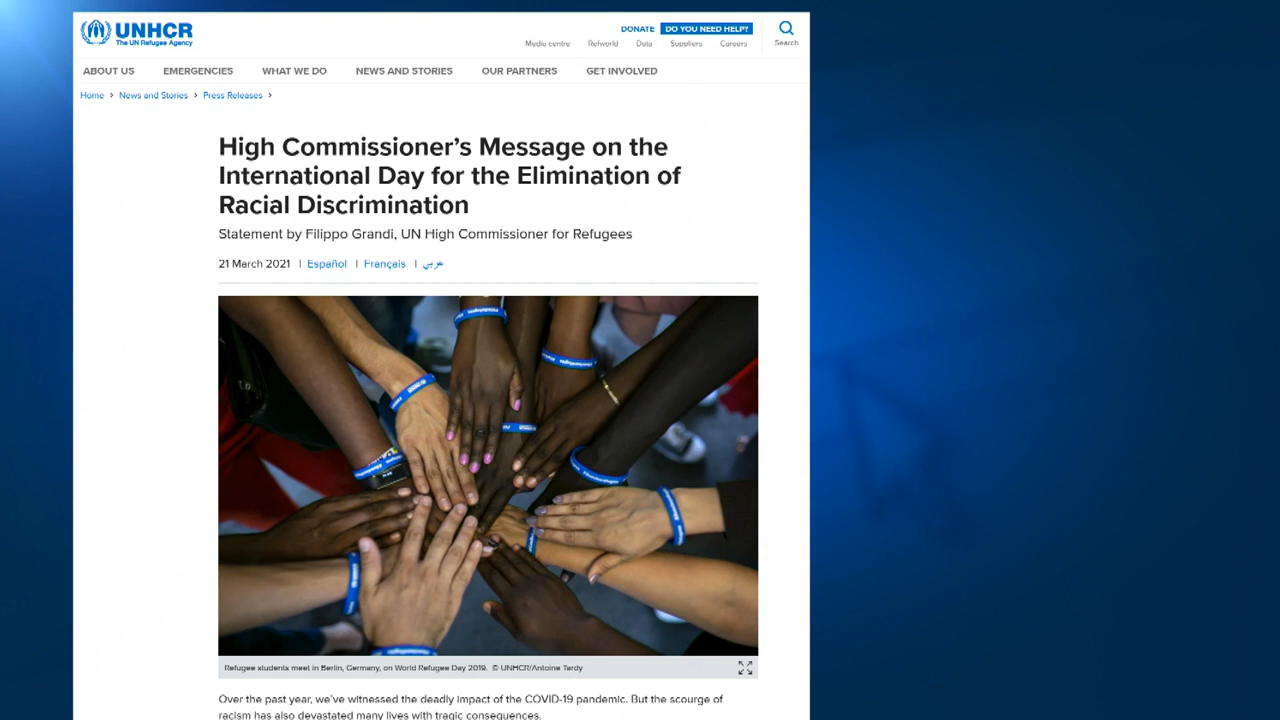 UNHCR
The UN Refugee Agency
DONATE DO YOU NEED HELP?
Media centre Refworld Data Suppliers Careers
Search
ABOUT US EMERGENCIES WHAT WE DO NEWS AND STORIES OUR PARTNERS GET INVOLVED
Home > News and Stories > Press Releases >
High Commissioner’s Message on the
International Day for the Elimination of
Racial Discrimination
Statement by Filippo Grandi, UN High Commissioner for Refugees
21 March 2021 | Español | Français | عربي
Refugee students meet in Berlin, Germany, on World Refugee Day 2019. © UNHCR/Antoine Tardy
Over the past year, we’ve witnessed the deadly impact of the COVID-19 pandemic. But the scourge of
racism has also devastated many lives with tragic consequences.